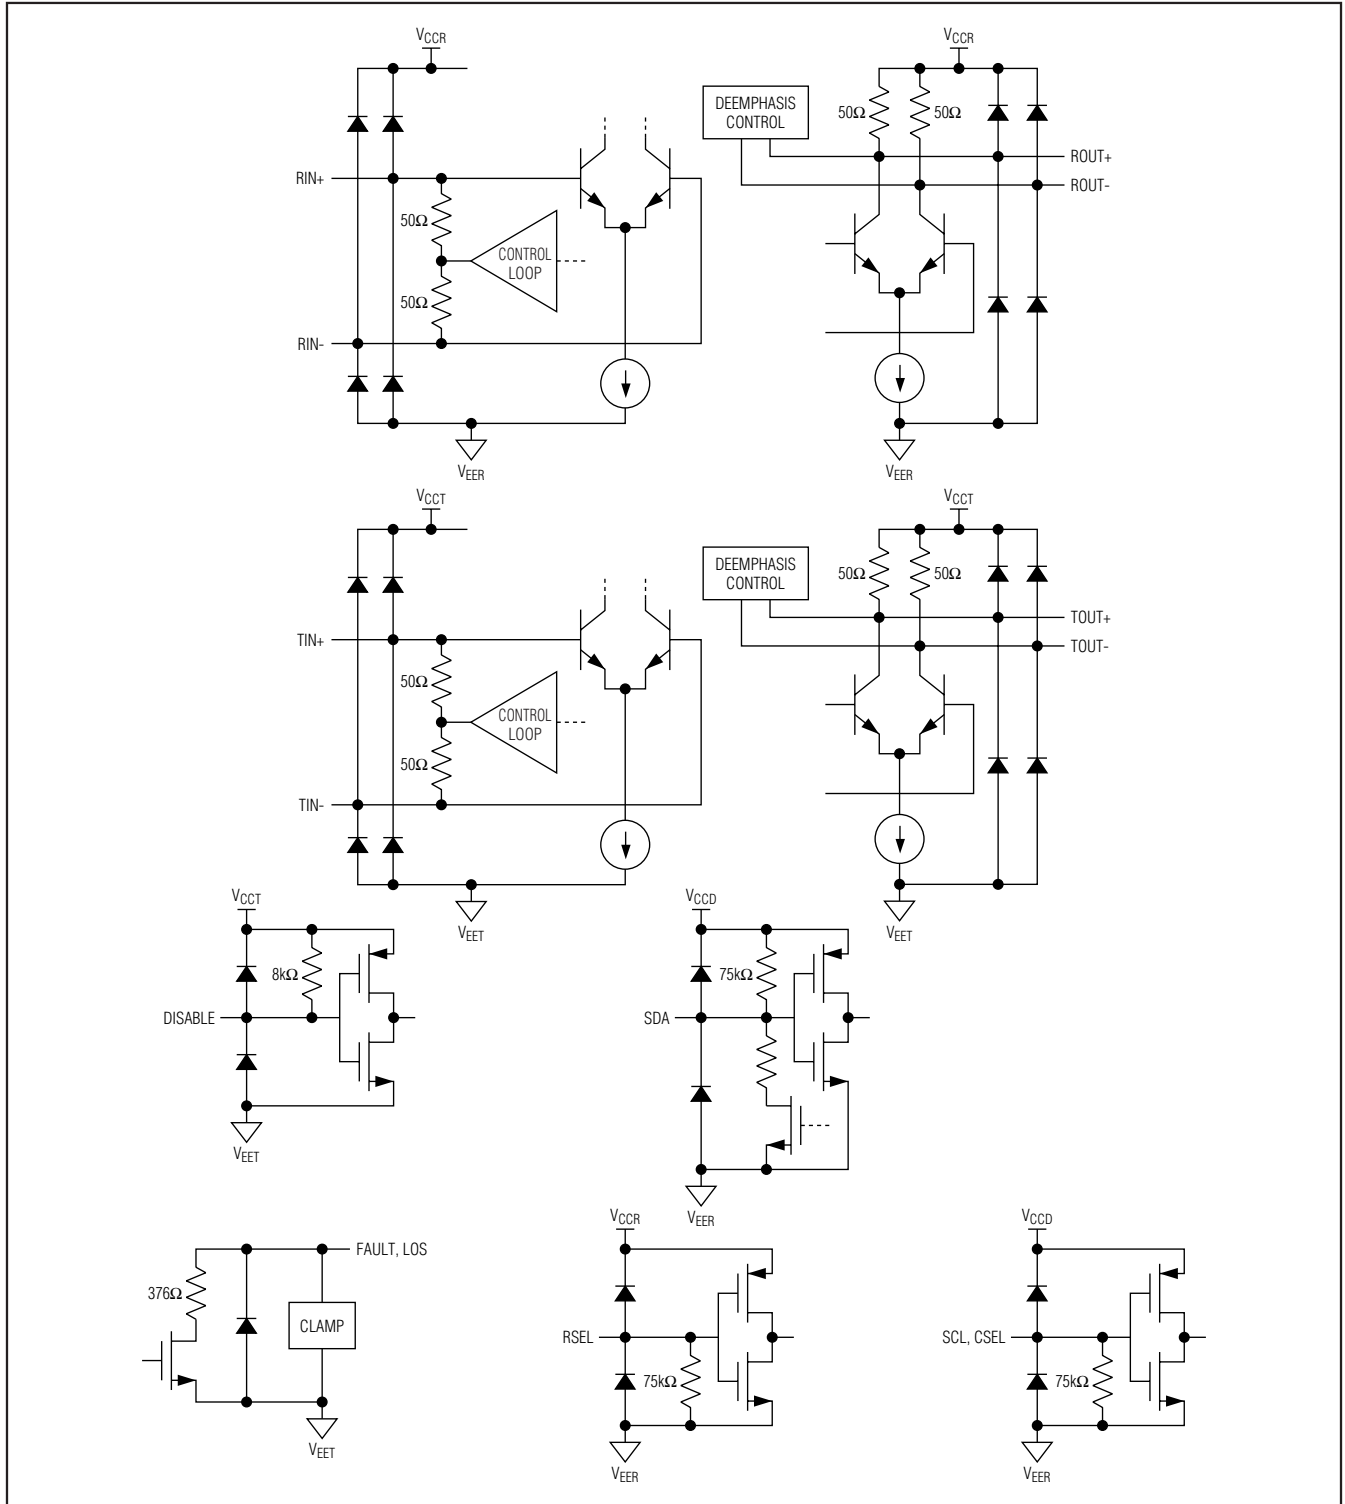 VCCR
RIN+
50Ω
CONTROL
LOOP
50Ω
RIN-
VEER
VCCR
DEEMPHASIS
CONTROL
50Ω
50Ω
ROUT+
ROUT-
VEER
VCCT
TIN+
50Ω
CONTROL
LOOP
50Ω
TIN-
VEET
VCCT
DEEMPHASIS
CONTROL
50Ω
50Ω
TOUT+
TOUT-
VEET
VCCT
8kΩ
DISABLE
VEET
VCCD
75kΩ
SDA
VEER
FAULT, LOS
376Ω
CLAMP
VEET
VCCR
RSEL
75kΩ
VEER
VCCD
SCL, CSEL
75kΩ
VEER